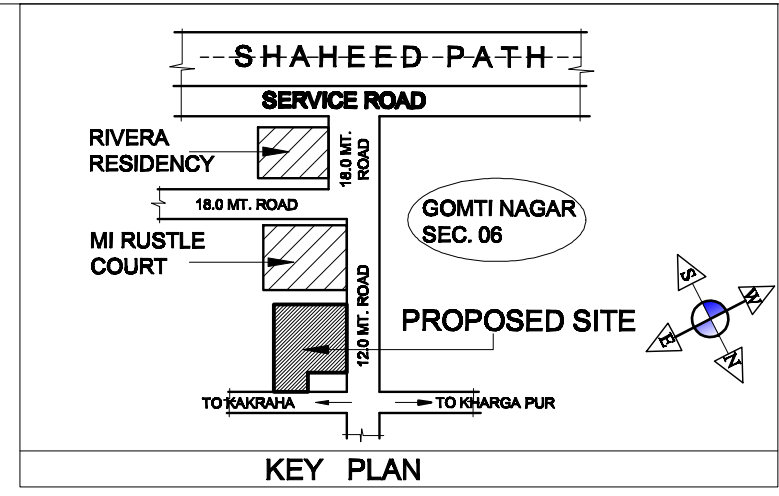 SHAHEED PATH
SERVICE ROAD
RIVERA
RESIDENCY
18.0 MT.
ROAD
18.0 MT. ROAD
GOMTI NAGAR
SEC. 06
MI RUSTLE
COURT
12.0 MT. ROAD
PROPOSED SITE
S
W
E
N
TO KAKRAHA
TO KHARGA PUR
KEY PLAN